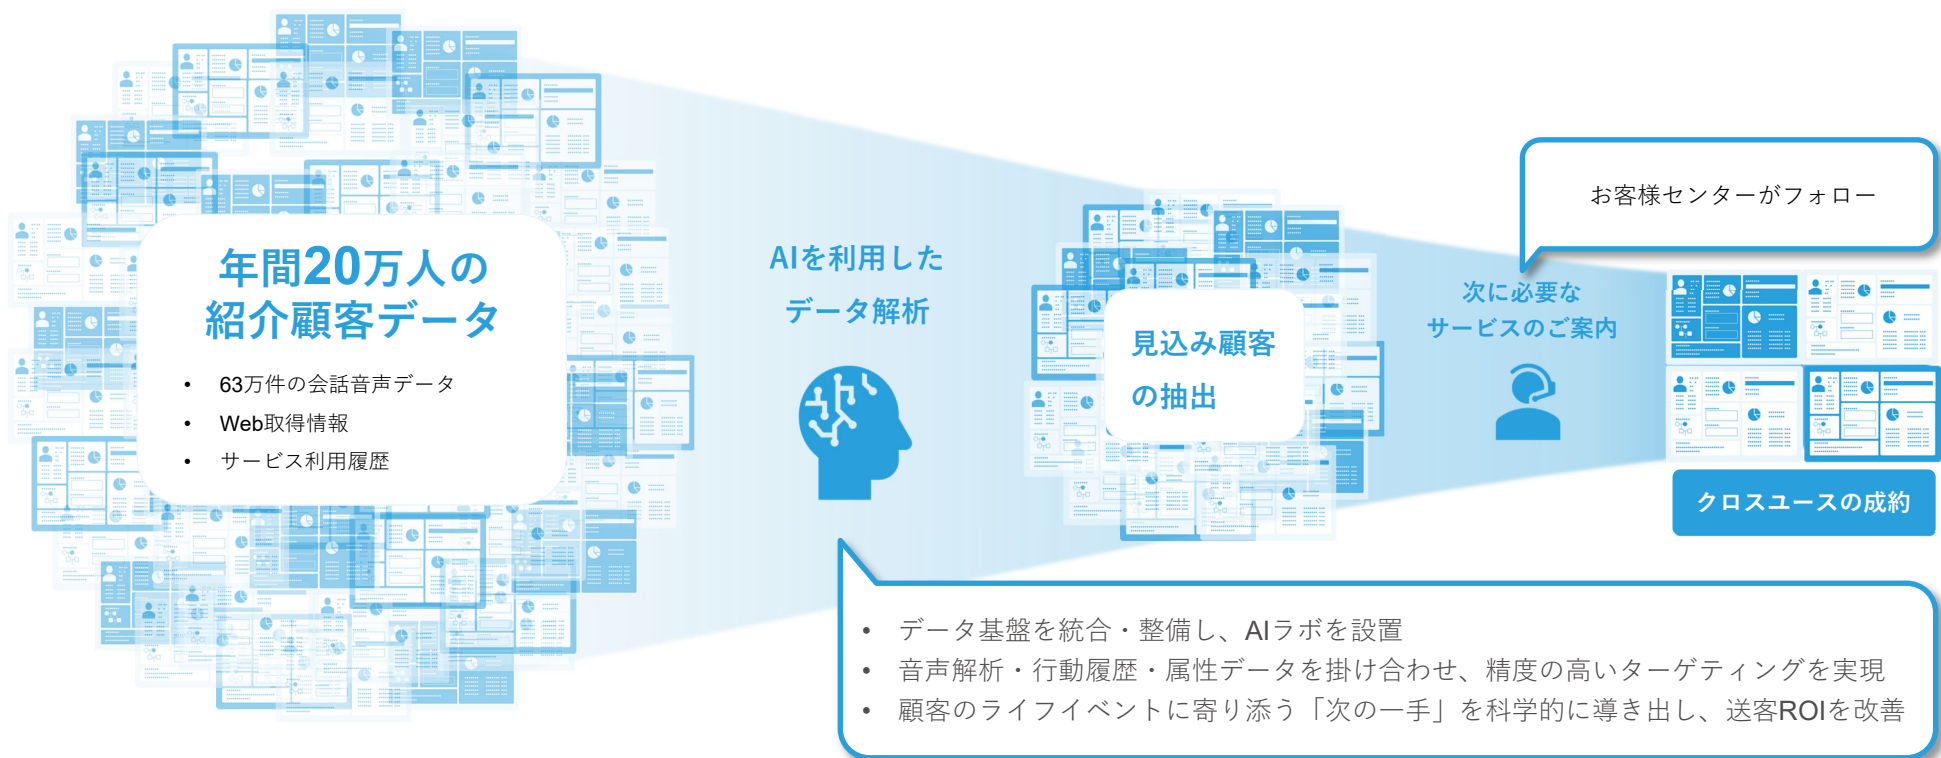 年間20万人の
紹介顧客データ
• 63万件の会話音声データ
• Web取得情報
• サービス利用履歴
AIを利用した
データ解析
見込み顧客
の抽出
お客様センターがフォロー
次に必要な
サービスのご案内
クロスユースの成約
• データ基盤を統合・整備し、AIラボを設置
• 音声解析・行動履歴・属性データを掛け合わせ、精度の高いターゲティングを実現
• 顧客のライフイベントに寄り添う「次の一手」を科学的に導き出し、送客ROIを改善